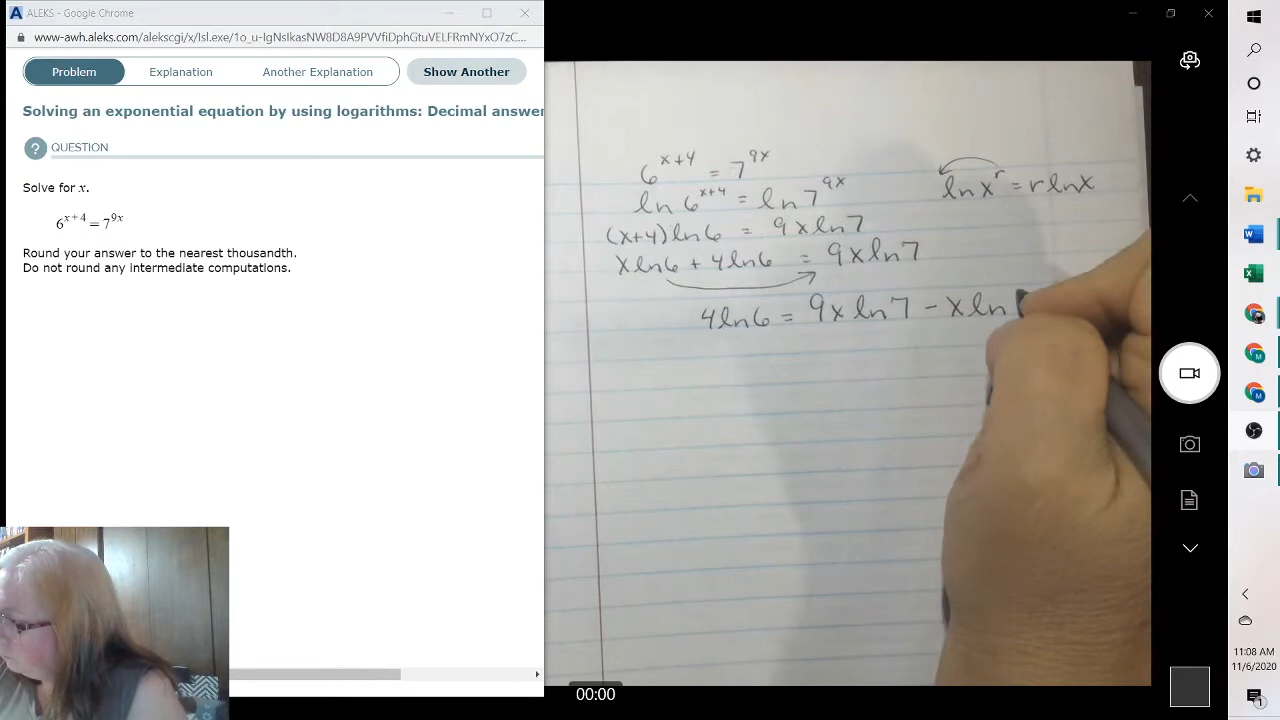 ALEKS - Google Chrome
www-awh.aleks.com/alekscgi/x/Isl.exe/1o_u-IgNsIkasNW8D8A9PVVfiDphGtuVELFRmNYxO7zC...
Problem
Explanation
Another Explanation
Show Another
Solving an exponential equation by using logarithms: Decimal answer
? QUESTION
Solve for x.
6^{x+4} = 7^{9x}
Round your answer to the nearest thousandth.
Do not round any intermediate computations.
6^{x+4} = 7^{9x}
ln 6^{x+4} = ln 7^{9x}
(x+4) ln 6 = 9x ln 7
x ln 6 + 4 ln 6 = 9x ln 7
4 ln 6 = 9x ln 7 - x ln
ln x^r = r ln x
00:00
11:08 AM
11/6/2020